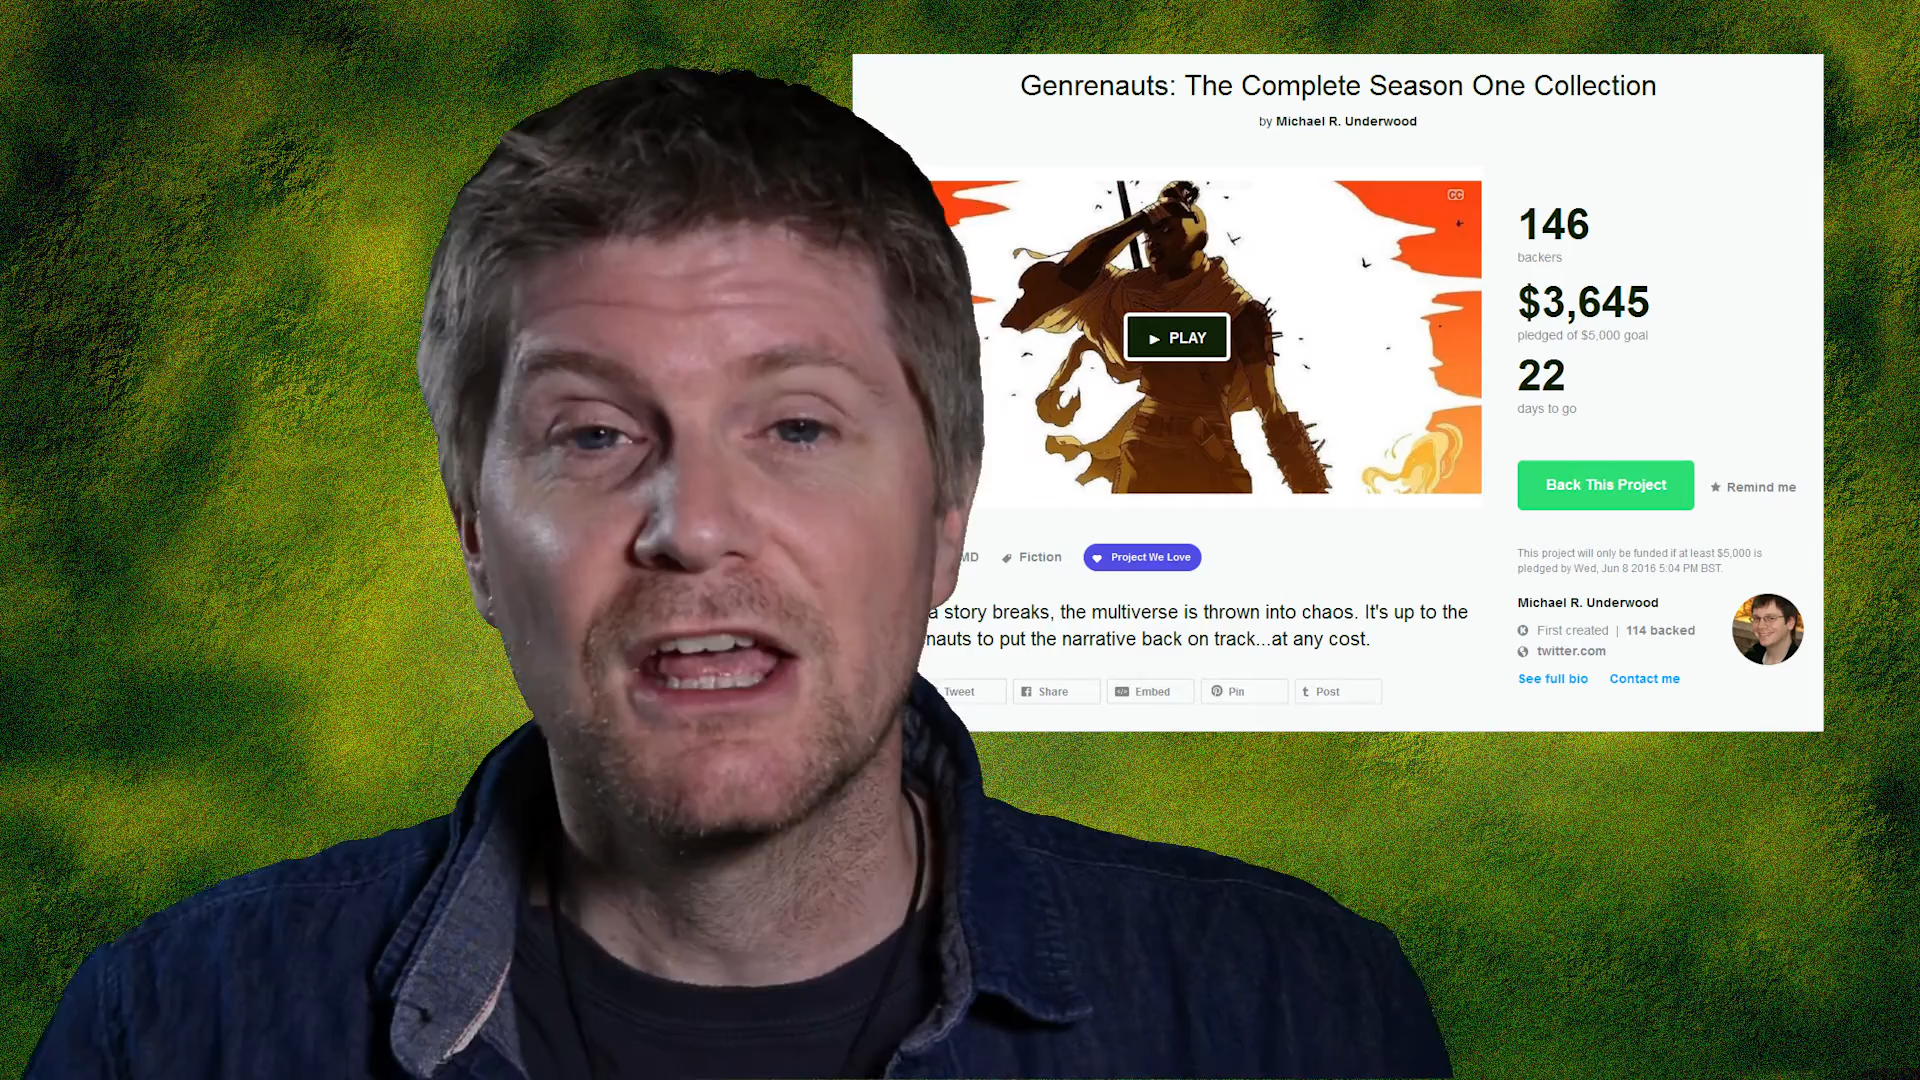 Genrenauts: The Complete Season One Collection
by Michael R. Underwood
CC
PLAY
146
backers
$3,645
pledged of $5,000 goal
22
days to go
Back This Project
Remind me
MD Fiction Project We Love
This project will only be funded if at least $5,000 is
pledged by Wed, Jun 8 2016 5:04 PM BST.
a story breaks, the multiverse is thrown into chaos. It's up to the
nauts to put the narrative back on track...at any cost.
Michael R. Underwood
First created | 114 backed
twitter.com
See full bio Contact me
Tweet Share Embed Pin Post